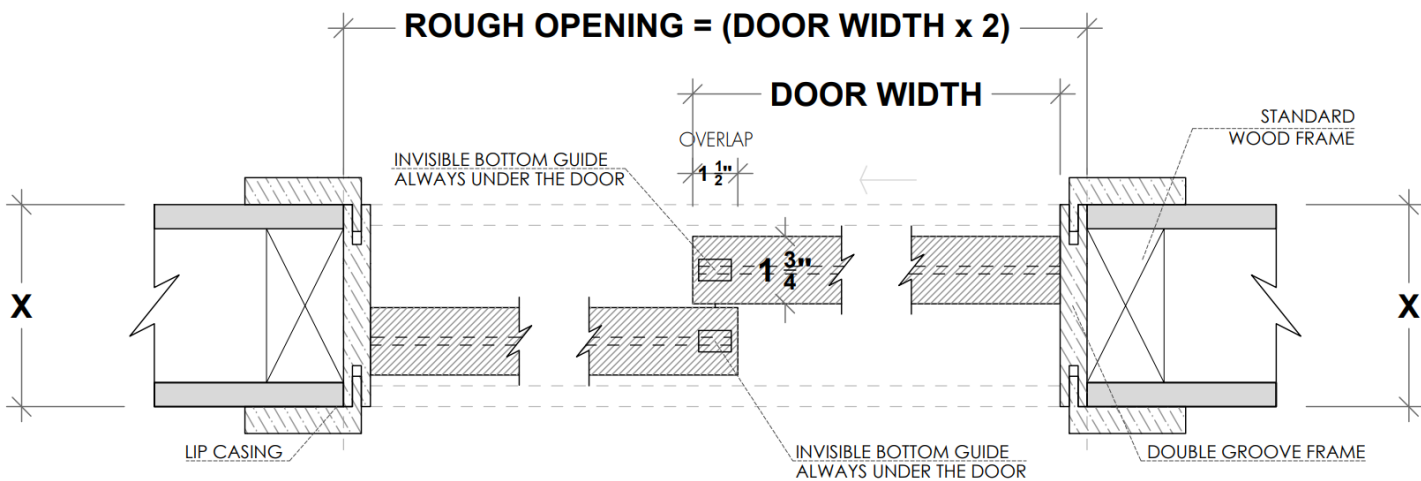 ROUGH OPENING = (DOOR WIDTH x 2)
DOOR WIDTH
STANDARD
WOOD FRAME
OVERLAP
1 1/2"
INVISIBLE BOTTOM GUIDE
ALWAYS UNDER THE DOOR
1 3/4"
X
X
LIP CASING
INVISIBLE BOTTOM GUIDE
ALWAYS UNDER THE DOOR
DOUBLE GROOVE FRAME